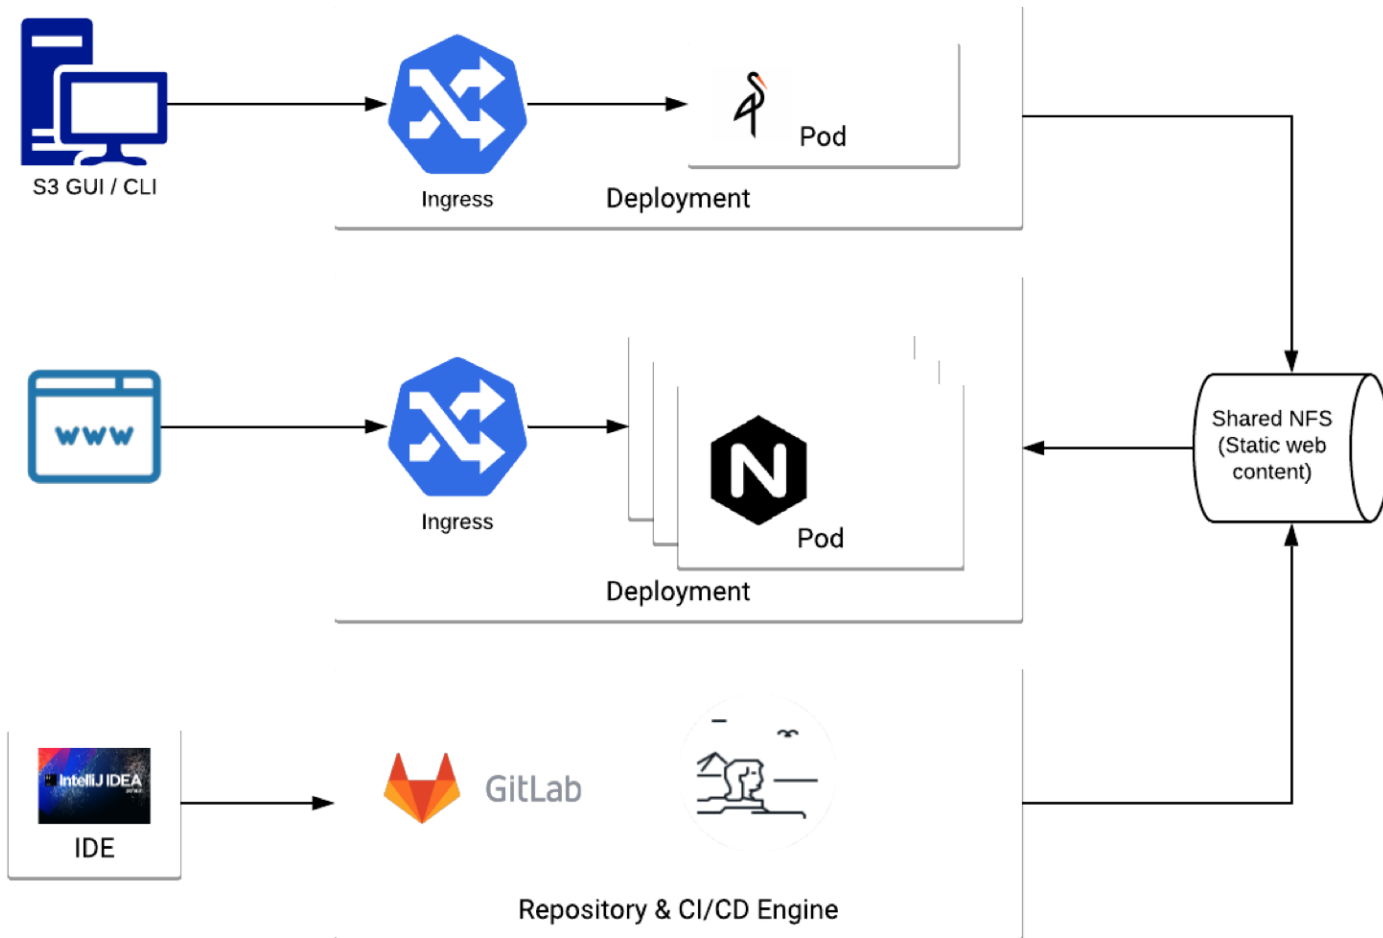 S3 GUI / CLI
Ingress
Pod
Deployment
www
Ingress
N
Pod
Deployment
Shared NFS
(Static web
content)
IntelliJ IDEA
IDE
GitLab
Repository & CI/CD Engine